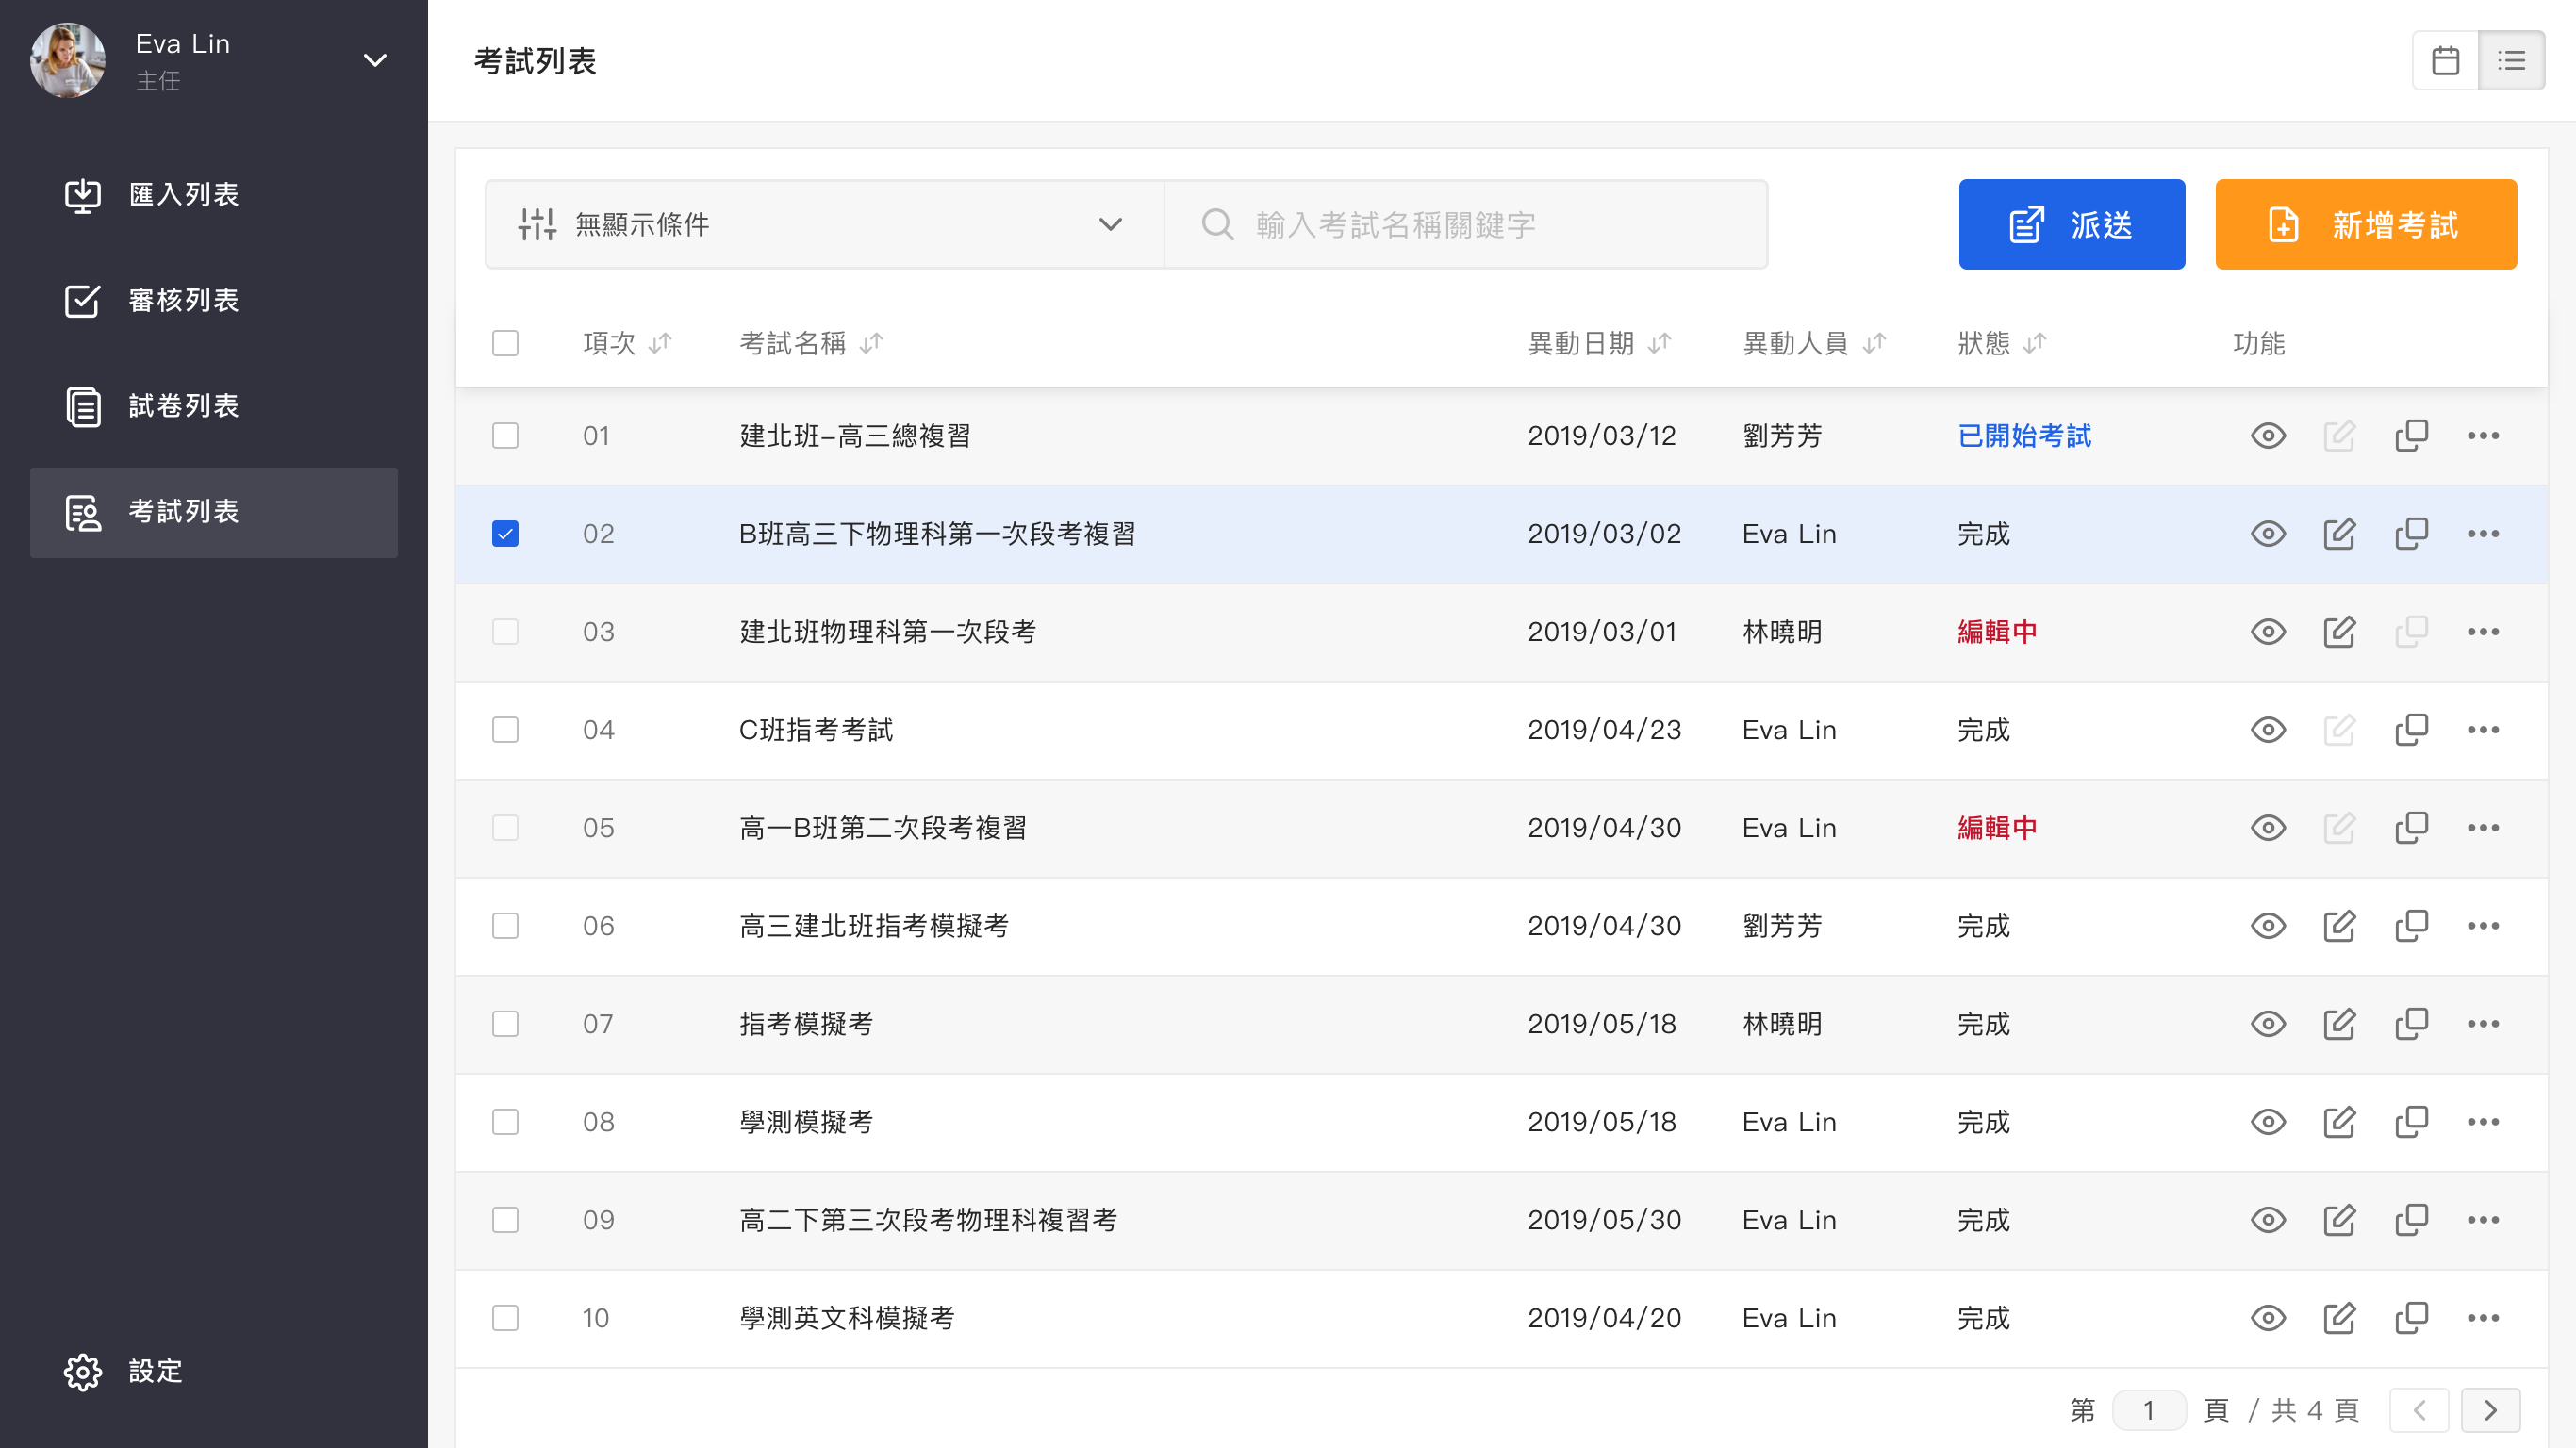 Eva Lin
主任
匯入列表
審核列表
試卷列表
考試列表
設定
考試列表
無顯示條件
輸入考試名稱關鍵字
派送
新增考試
項次 考試名稱 異動日期 異動人員 狀態 功能
01 建北班–高三總複習 2019/03/12 劉芳芳 已開始考試
02 B班高三下物理科第一次段考複習 2019/03/02 Eva Lin 完成
03 建北班物理科第一次段考 2019/03/01 林曉明 編輯中
04 C班指考考試 2019/04/23 Eva Lin 完成
05 高一B班第二次段考複習 2019/04/30 Eva Lin 編輯中
06 高三建北班指考模擬考 2019/04/30 劉芳芳 完成
07 指考模擬考 2019/05/18 林曉明 完成
08 學測模擬考 2019/05/18 Eva Lin 完成
09 高二下第三次段考物理科複習考 2019/05/30 Eva Lin 完成
10 學測英文科模擬考 2019/04/20 Eva Lin 完成
第 1 頁 / 共 4 頁